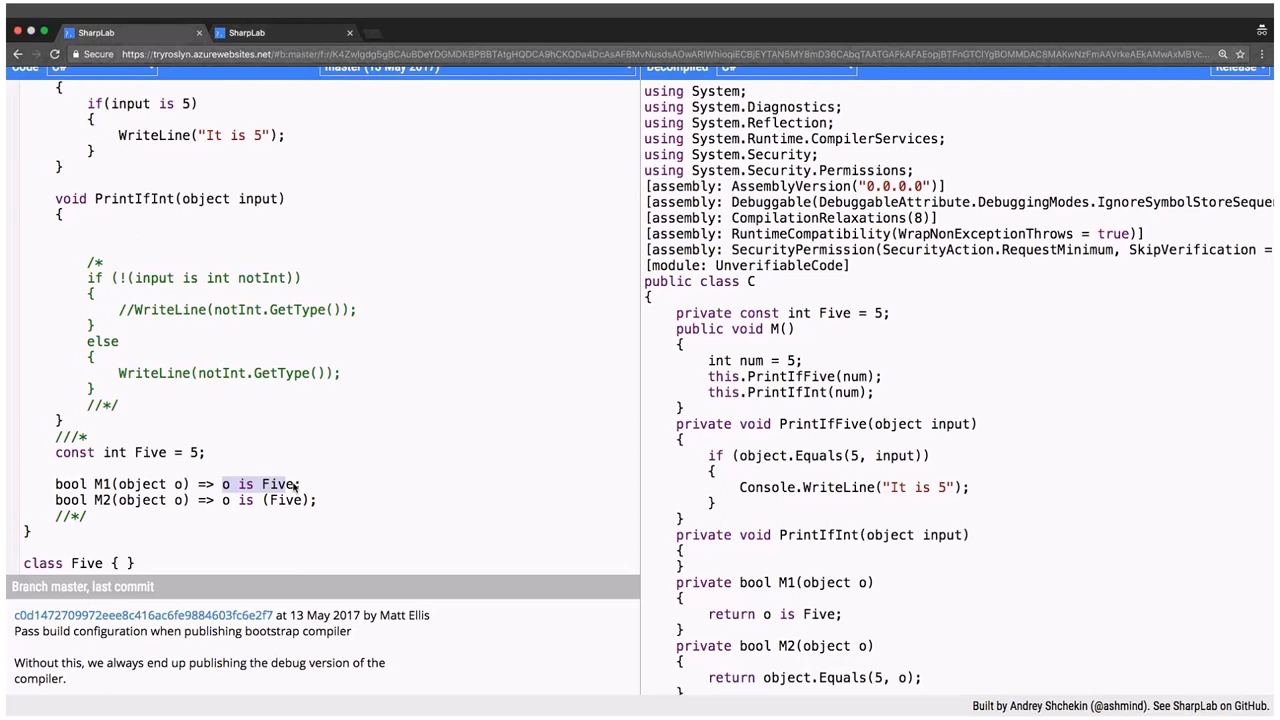 SharpLab
SharpLab
Secure
Code C# master (13 May 2017)
{
if(input is 5)
{
WriteLine("It is 5");
}
}
void PrintIfInt(object input)
{
/*
if (!(input is int notInt))
{
//WriteLine(notInt.GetType());
}
else
{
WriteLine(notInt.GetType());
}
//*/
}
///*
const int Five = 5;
bool M1(object o) => o is Five;
bool M2(object o) => o is (Five);
//*/
}
class Five { }
Branch master, last commit
c0d1472709972eee8c416ac6fe9884603fc6e2f7 at 13 May 2017 by Matt Ellis
Pass build configuration when publishing bootstrap compiler
Without this, we always end up publishing the debug version of the
compiler.
Decompiled C# Release
using System;
using System.Diagnostics;
using System.Reflection;
using System.Runtime.CompilerServices;
using System.Security;
using System.Security.Permissions;
[assembly: AssemblyVersion("0.0.0.0")]
[assembly: Debuggable(DebuggableAttribute.DebuggingModes.IgnoreSymbolStoreSeque
[assembly: CompilationRelaxations(8)]
[assembly: RuntimeCompatibility(WrapNonExceptionThrows = true)]
[assembly: SecurityPermission(SecurityAction.RequestMinimum, SkipVerification =
[module: UnverifiableCode]
public class C
{
private const int Five = 5;
public void M()
{
int num = 5;
this.PrintIfFive(num);
this.PrintIfInt(num);
}
private void PrintIfFive(object input)
{
if (object.Equals(5, input))
{
Console.WriteLine("It is 5");
}
}
private void PrintIfInt(object input)
{
}
private bool M1(object o)
{
return o is Five;
}
private bool M2(object o)
{
return object.Equals(5, o);
}
Built by Andrey Shchekin (@ashmind). See SharpLab on GitHub.